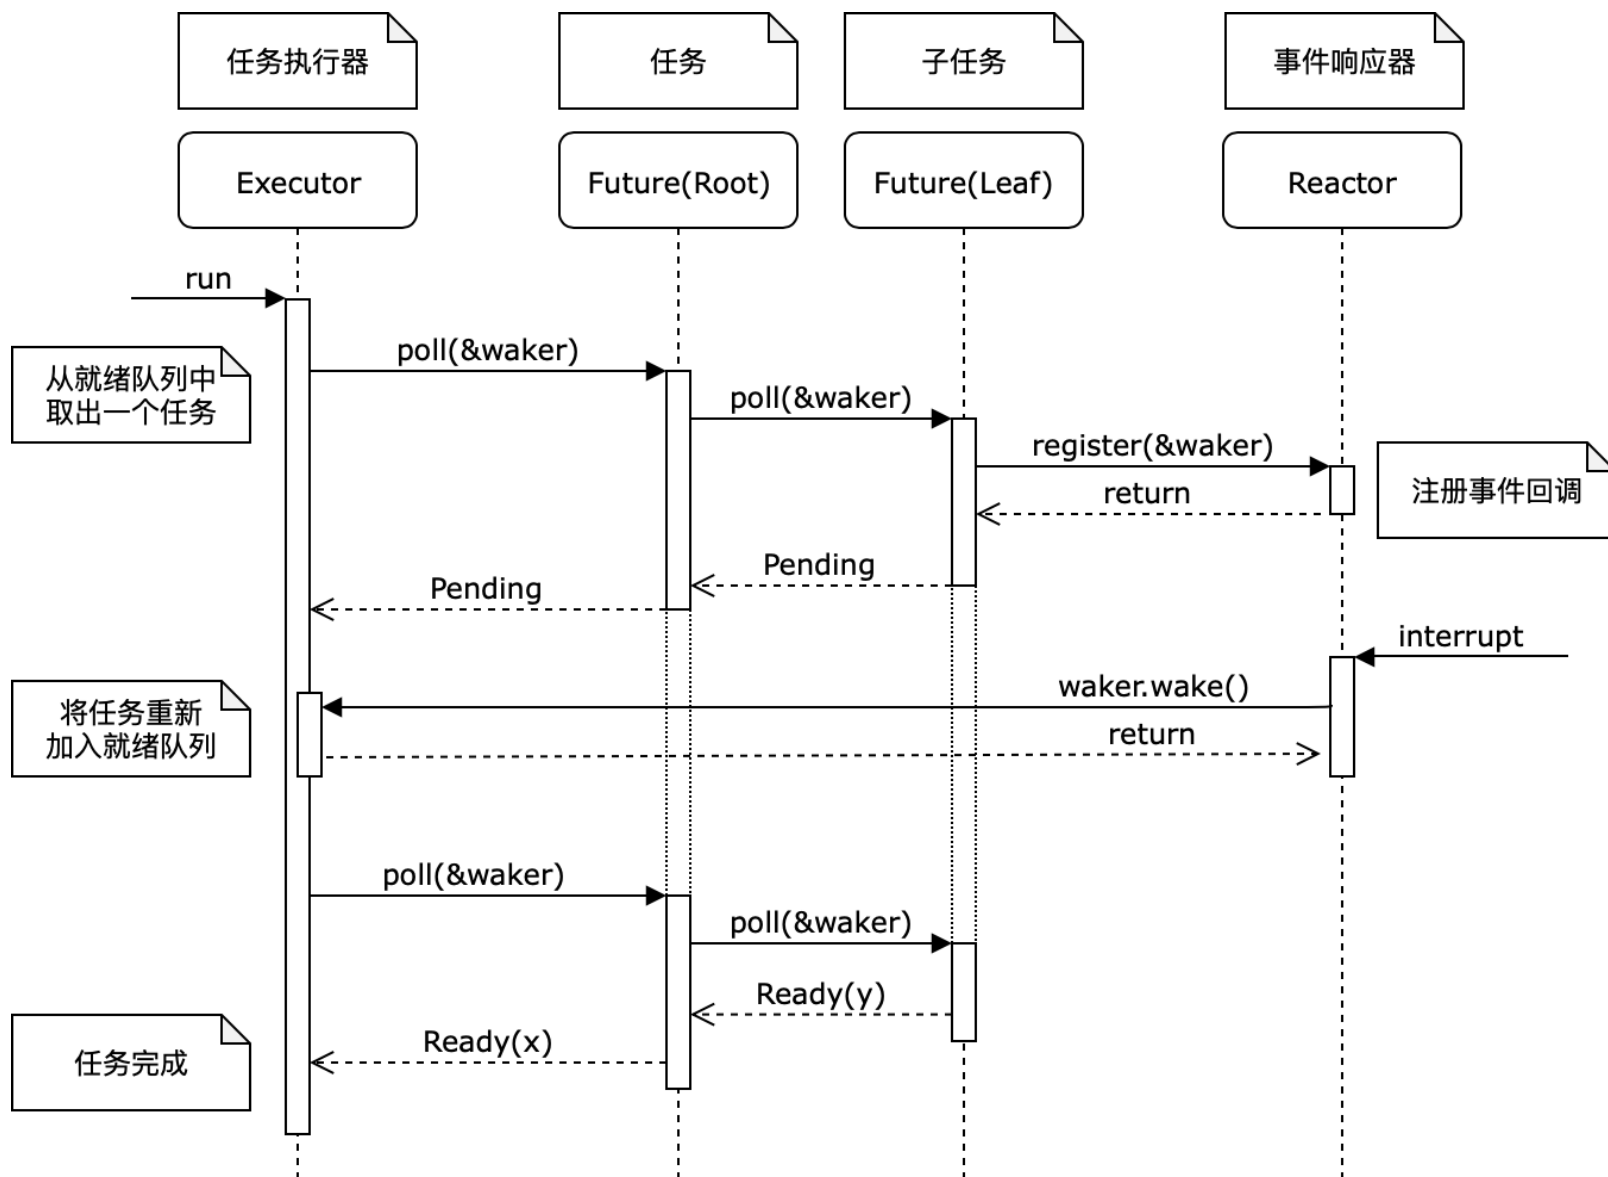 任务执行器
任务
子任务
事件响应器
Executor
Future(Root)
Future(Leaf)
Reactor
run
poll(&waker)
从就绪队列中
取出一个任务
poll(&waker)
register(&waker)
return
注册事件回调
Pending
Pending
interrupt
waker.wake()
将任务重新
加入就绪队列
return
poll(&waker)
poll(&waker)
Ready(y)
Ready(x)
任务完成